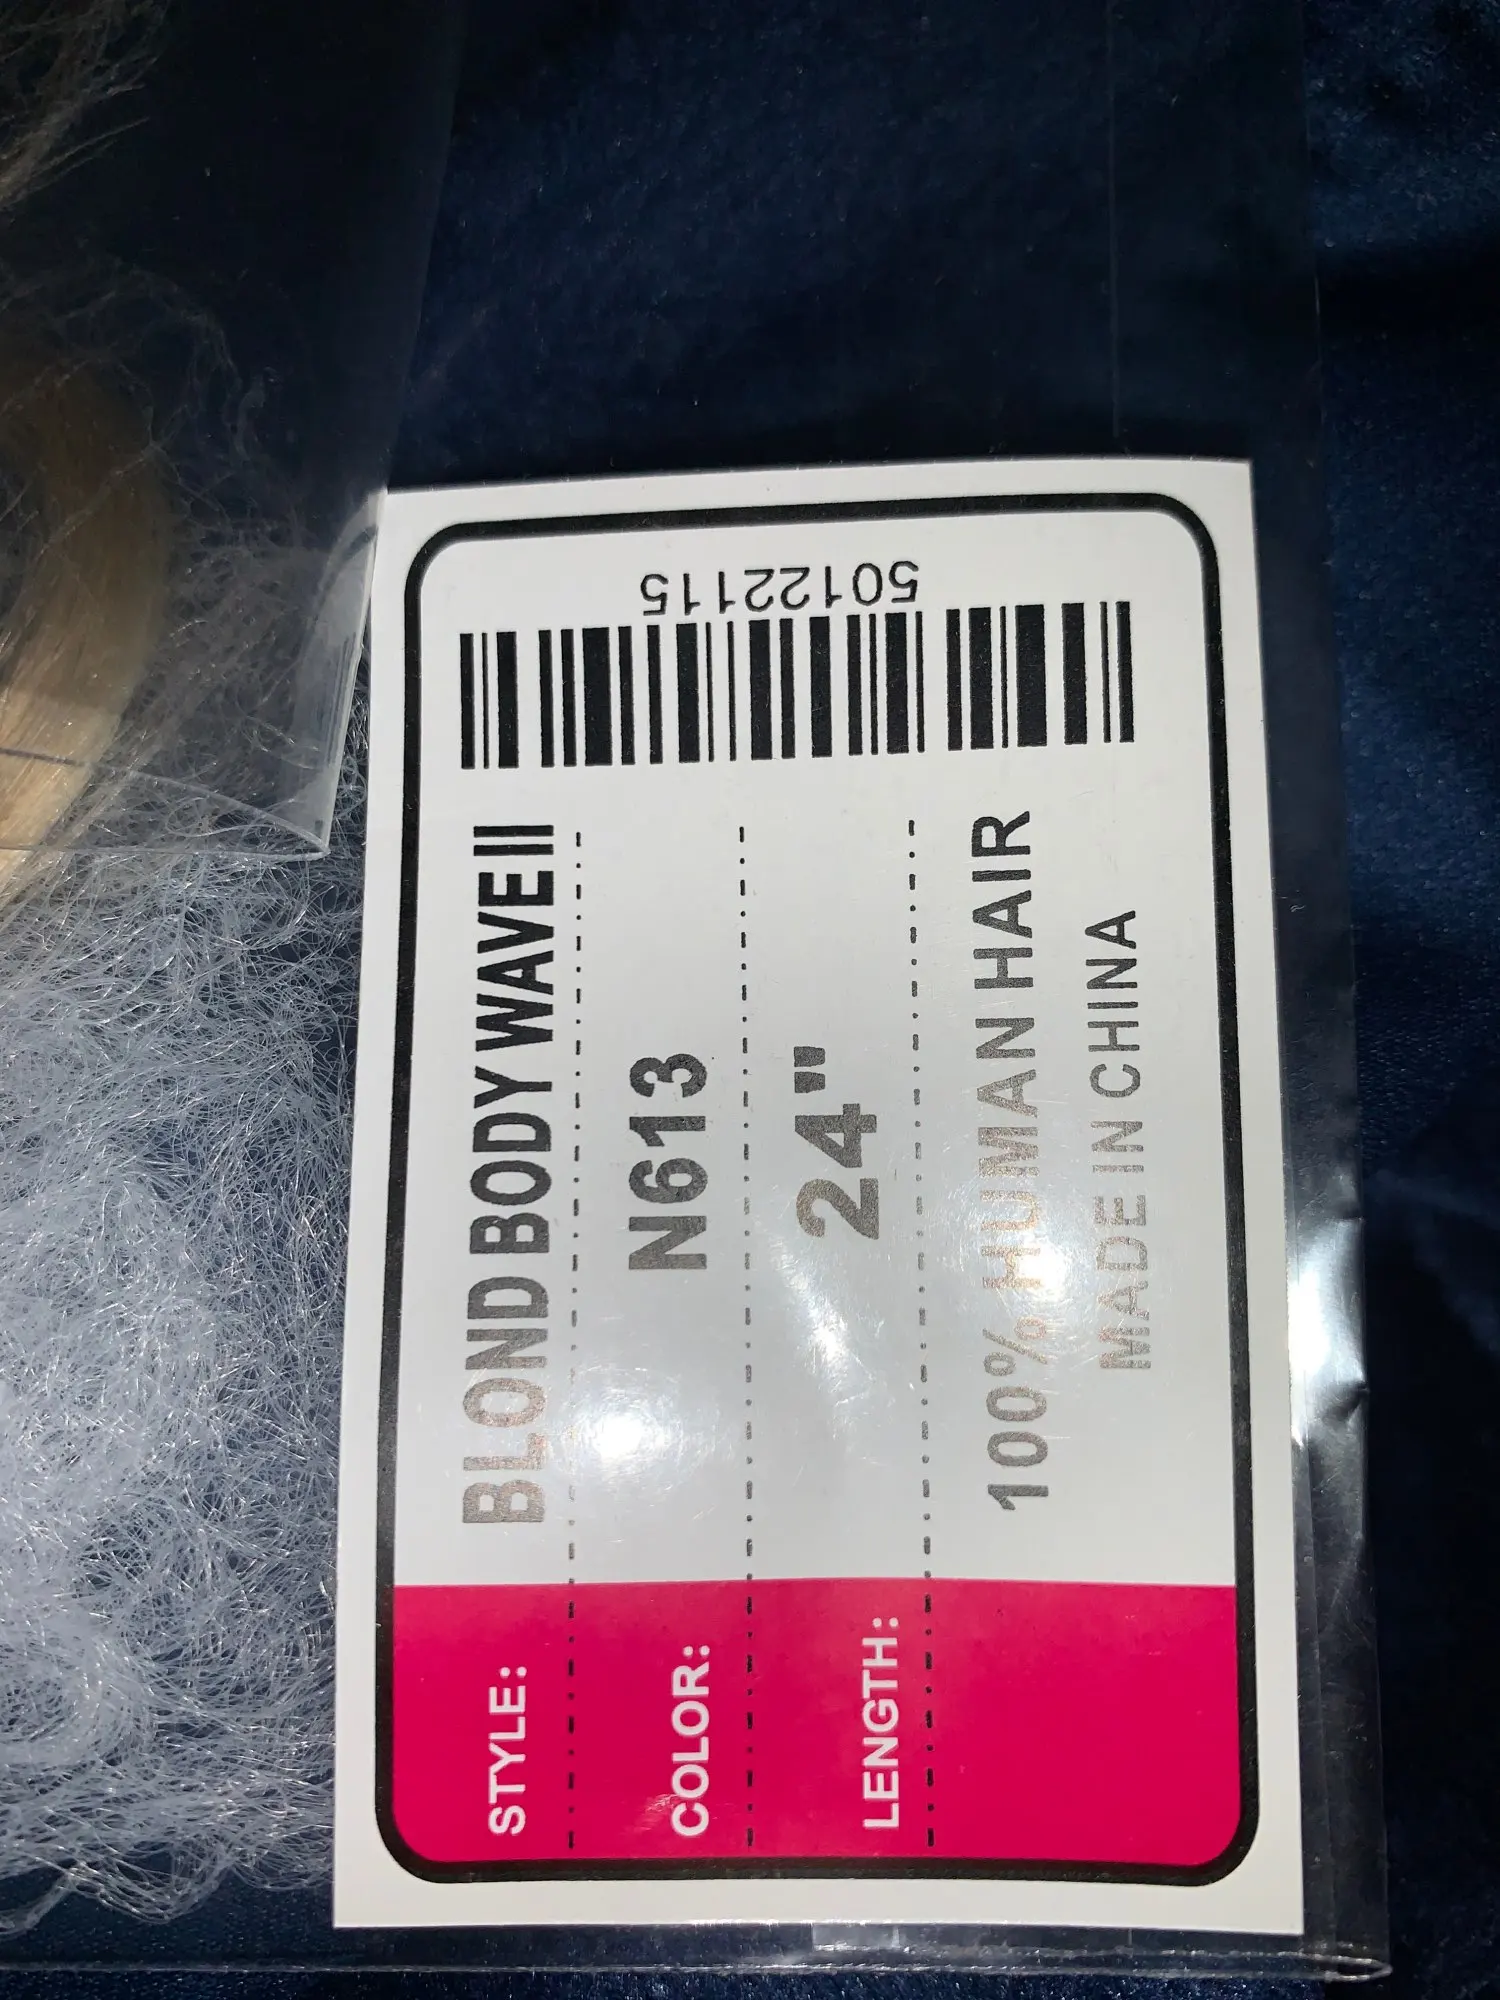 STYLE: BLOND BODY WAVE II
COLOR: N613
LENGTH: 24"
100% HUMAN HAIR
MADE IN CHINA
50122115